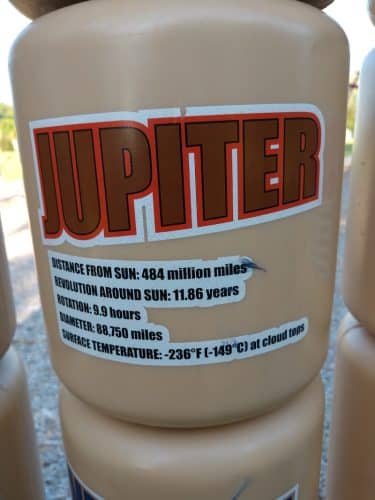 JUPITER
DISTANCE FROM SUN: 484 million miles
REVOLUTION AROUND SUN: 11.86 years
ROTATION: 9.9 hours
DIAMETER: 88,750 miles
SURFACE TEMPERATURE: -236°F (-149°C) at cloud tops